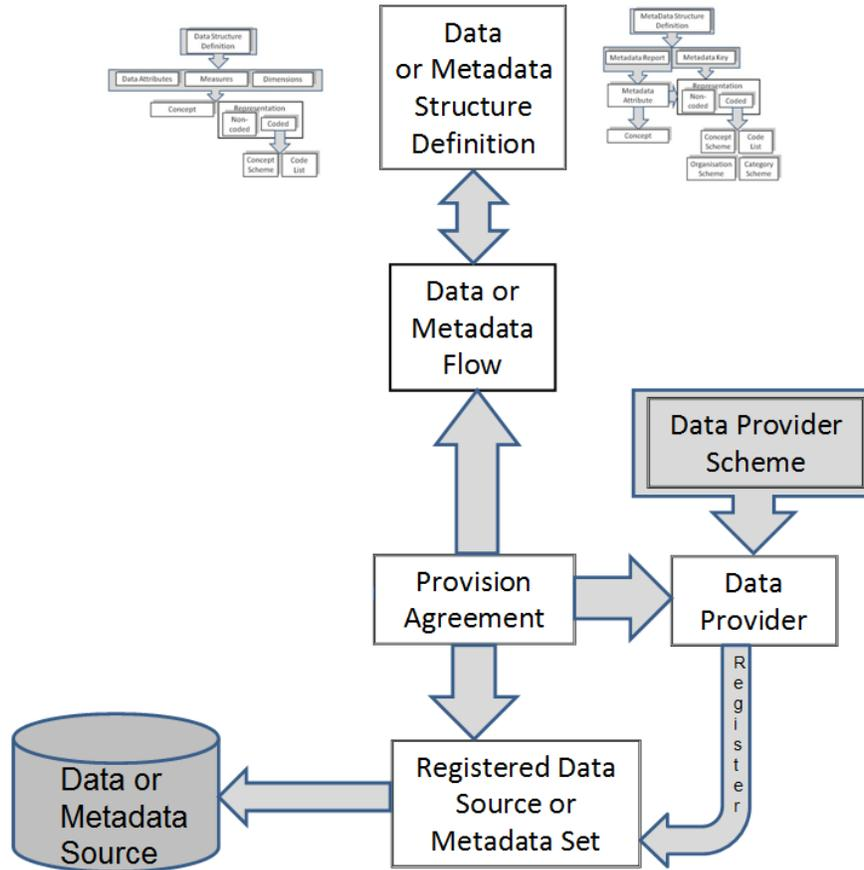 Data Structure
Definition
Data Attributes
Measures
Dimensions
Concept
Representation
Non-
coded
Coded
Concept
Scheme
Code
List
Data
or Metadata
Structure
Definition
MetaData Structure
Definition
Metadata Report
Metadata Key
Metadata
Attribute
Representation
Non-
coded
Coded
Concept
Concept
Scheme
Code
List
Organisation
Scheme
Category
Scheme
Data or
Metadata
Flow
Data Provider
Scheme
Provision
Agreement
Data
Provider
Register
Registered Data
Source or
Metadata Set
Data or
Metadata
Source